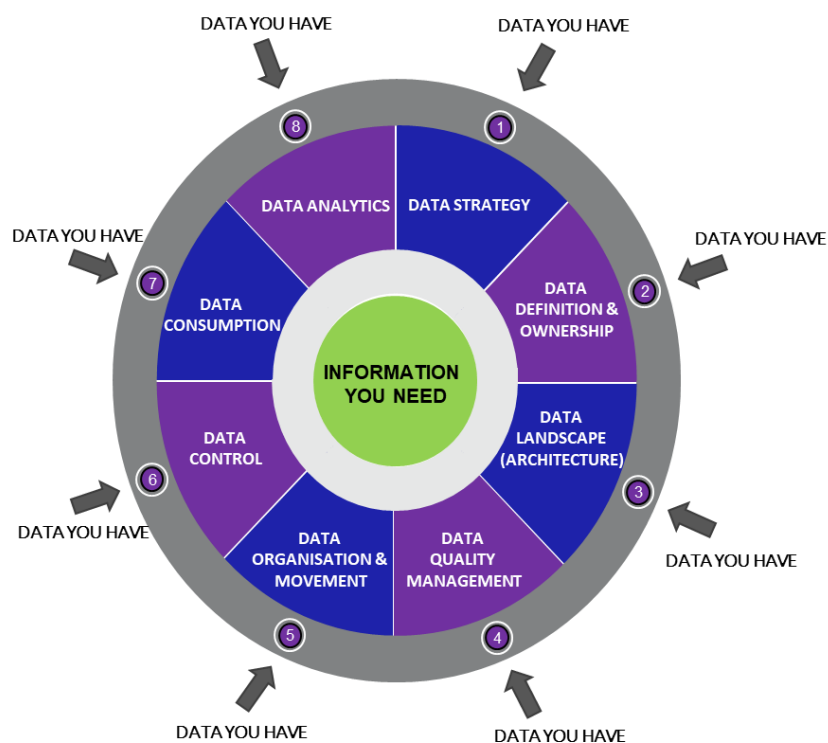 DATA YOU HAVE
DATA YOU HAVE
8
1
DATA ANALYTICS
DATA STRATEGY
DATA YOU HAVE
DATA YOU HAVE
7
2
DATA
CONSUMPTION
DATA
DEFINITION &
OWNERSHIP
INFORMATION
YOU NEED
DATA
CONTROL
DATA
LANDSCAPE
(ARCHITECTURE)
6
3
DATA YOU HAVE
DATA YOU HAVE
DATA
ORGANISATION &
MOVEMENT
DATA
QUALITY
MANAGEMENT
5
4
DATA YOU HAVE
DATA YOU HAVE